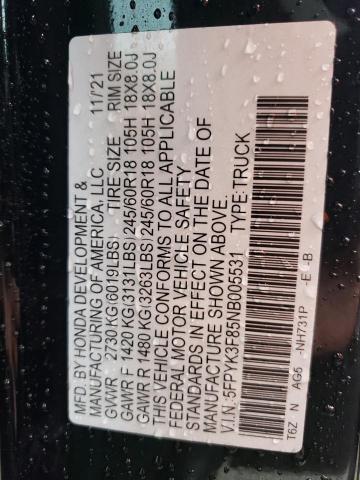 MFD BY HONDA DEVELOPMENT &
MANUFACTURING OF AMERICA, LLC 11/21
GVWR 2730KG(6019LBS) TIRE SIZE RIM SIZE
GAWR F 1420 KG(3131LBS)245/60R18 105H 18X8.0J
GAWR R 1480 KG(3263LBS)245/60R18 105H 18X8.0J
THIS VEHICLE CONFORMS TO ALL APPLICABLE
FEDERAL MOTOR VEHICLE SAFETY
STANDARDS IN EFFECT ON THE DATE OF
MANUFACTURE SHOWN ABOVE.
V.I.N.:5FPYK3F85NB005531 TYPE:TRUCK
T6Z N AG5 -NH731P -E -B